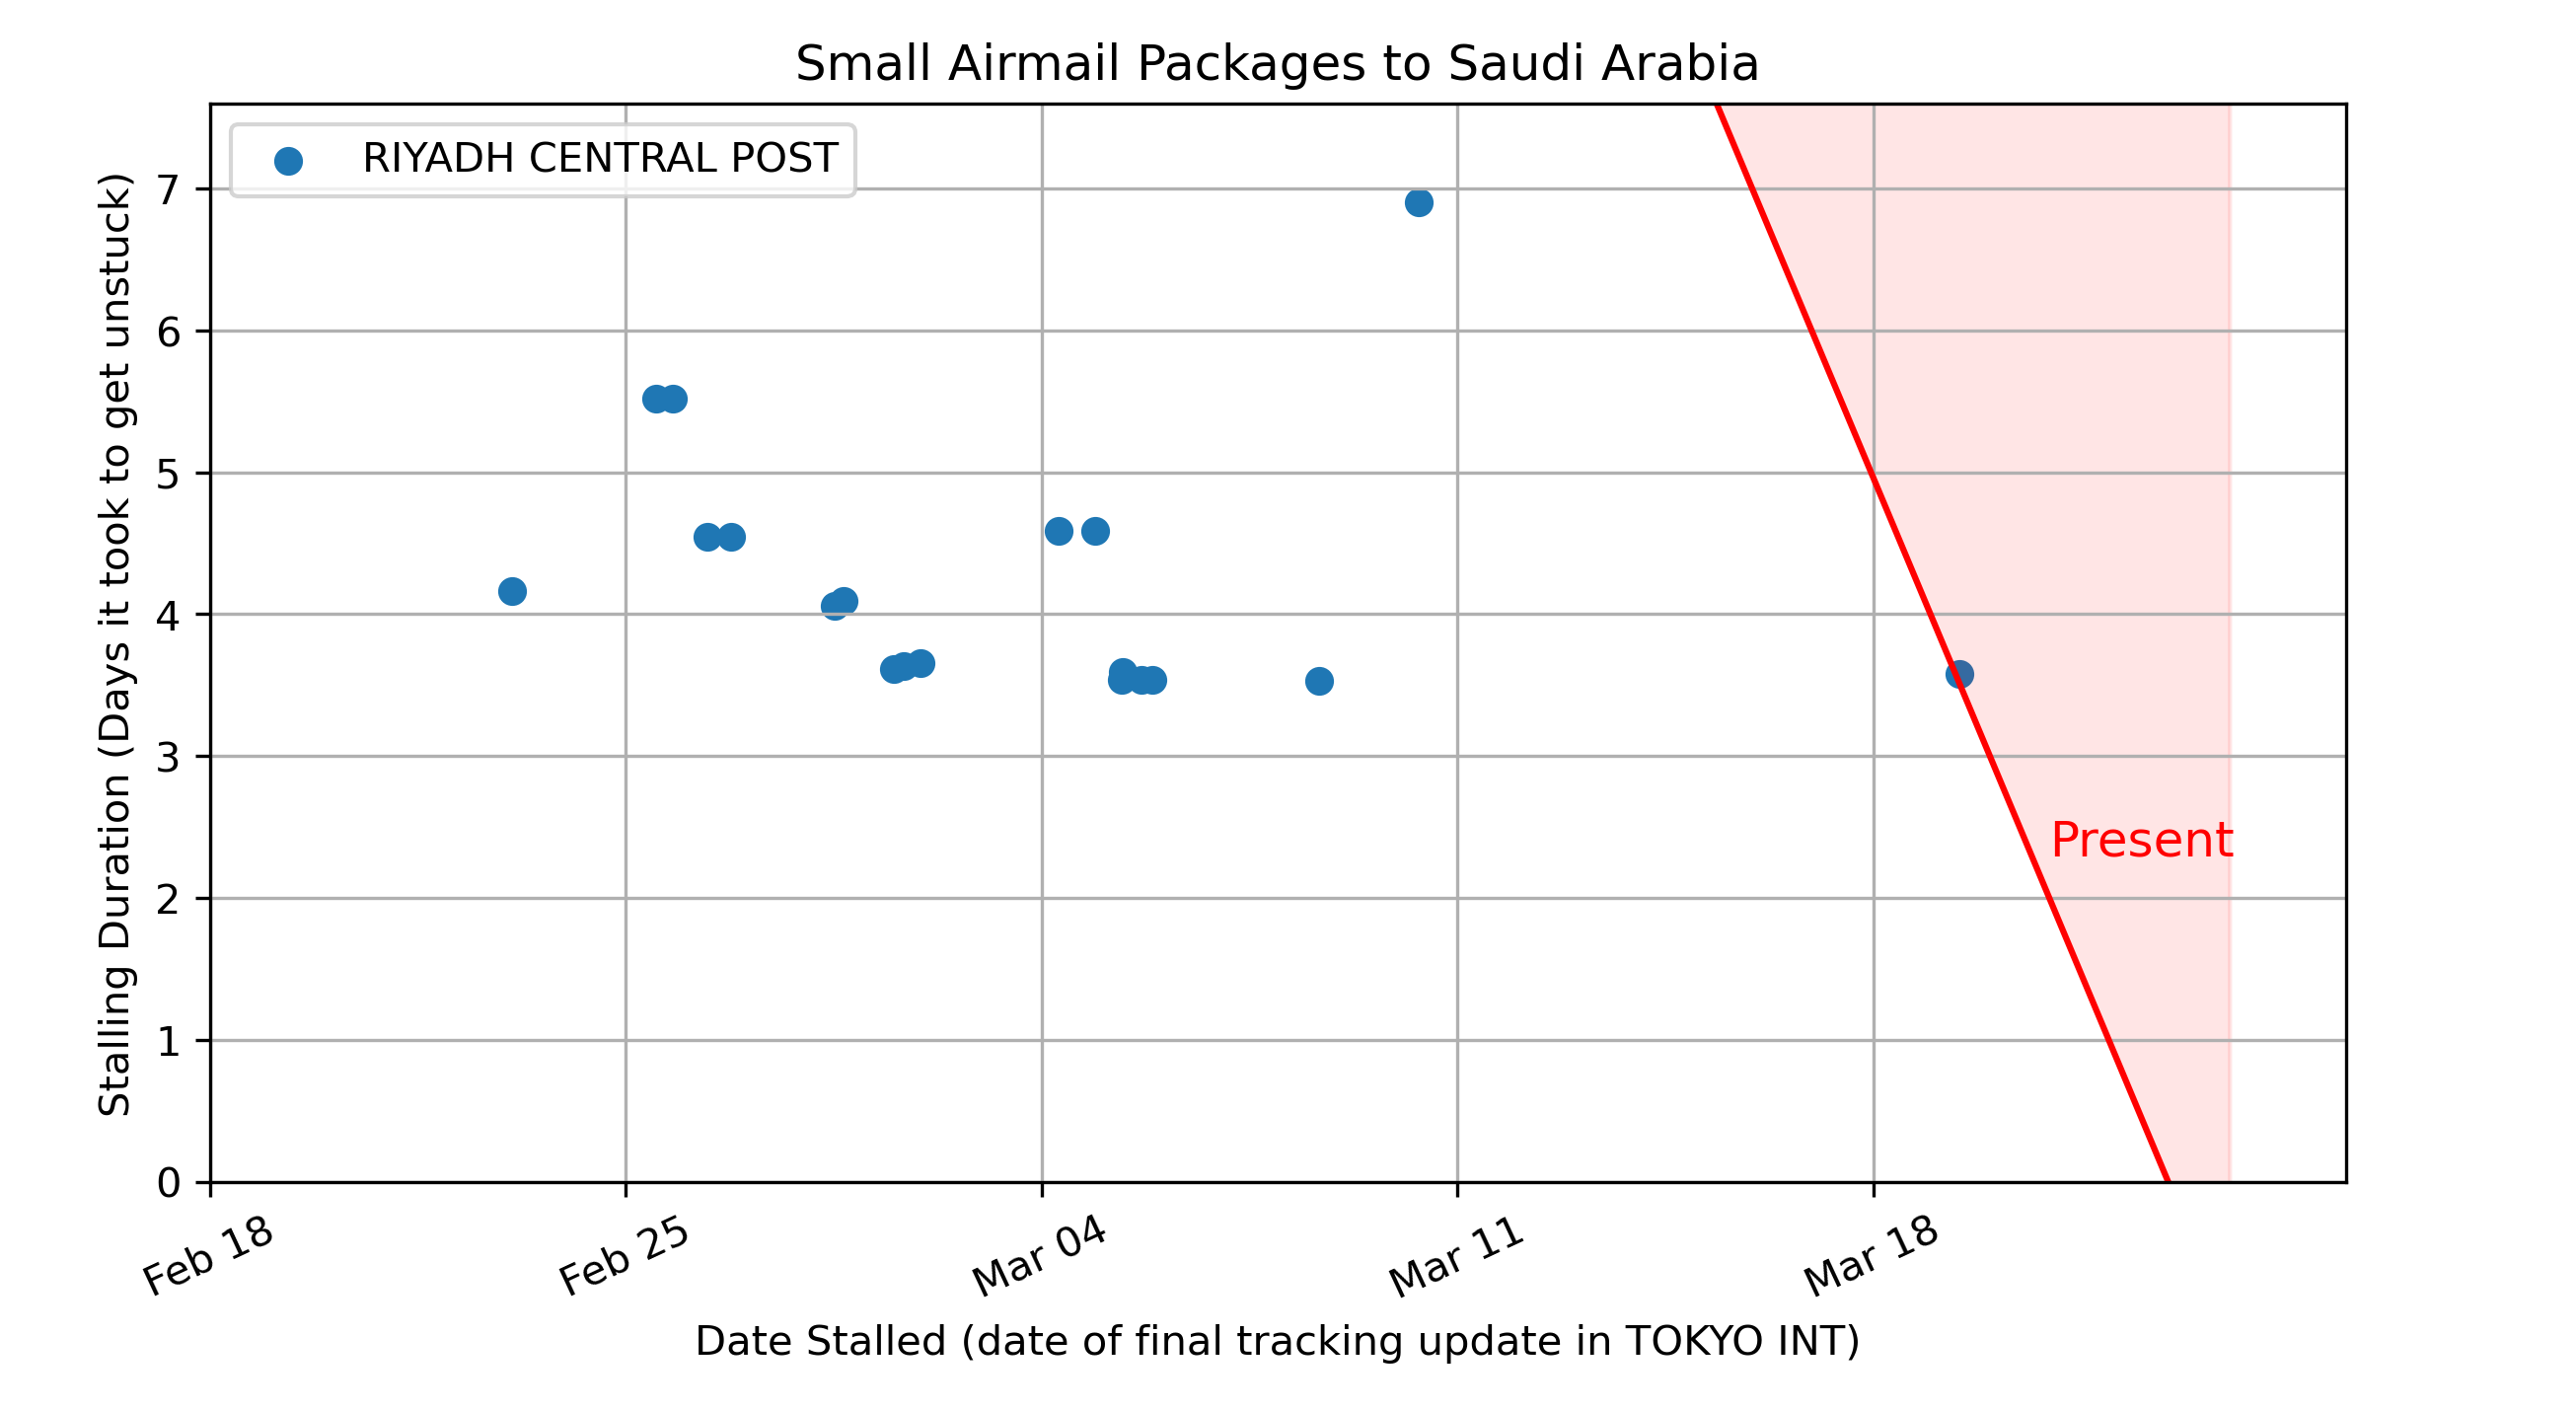 Small Airmail Packages to Saudi Arabia
RIYADH CENTRAL POST
Stalling Duration (Days it took to get unstuck)
7
6
5
4
3
2
1
0
Present
Feb 18
Feb 25
Mar 04
Mar 11
Mar 18
Date Stalled (date of final tracking update in TOKYO INT)